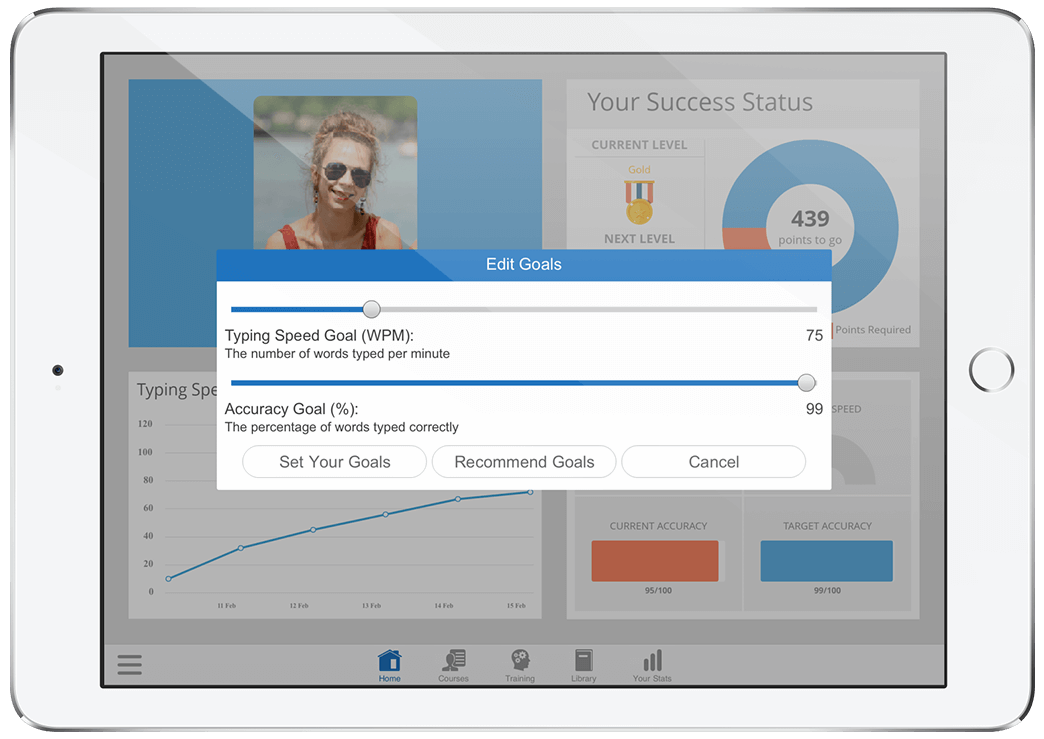 Your Success Status
CURRENT LEVEL
Gold
439
points to go
NEXT LEVEL
Points Required
Edit Goals
Typing Speed Goal (WPM):
75
The number of words typed per minute
Accuracy Goal (%):
99
The percentage of words typed correctly
Set Your Goals
Recommend Goals
Cancel
Typing Spe
120
100
80
60
40
20
0
11 Feb
12 Feb
13 Feb
14 Feb
15 Feb
SPEED
CURRENT ACCURACY
TARGET ACCURACY
95/100
99/100
Home
Courses
Training
Library
Your Stats